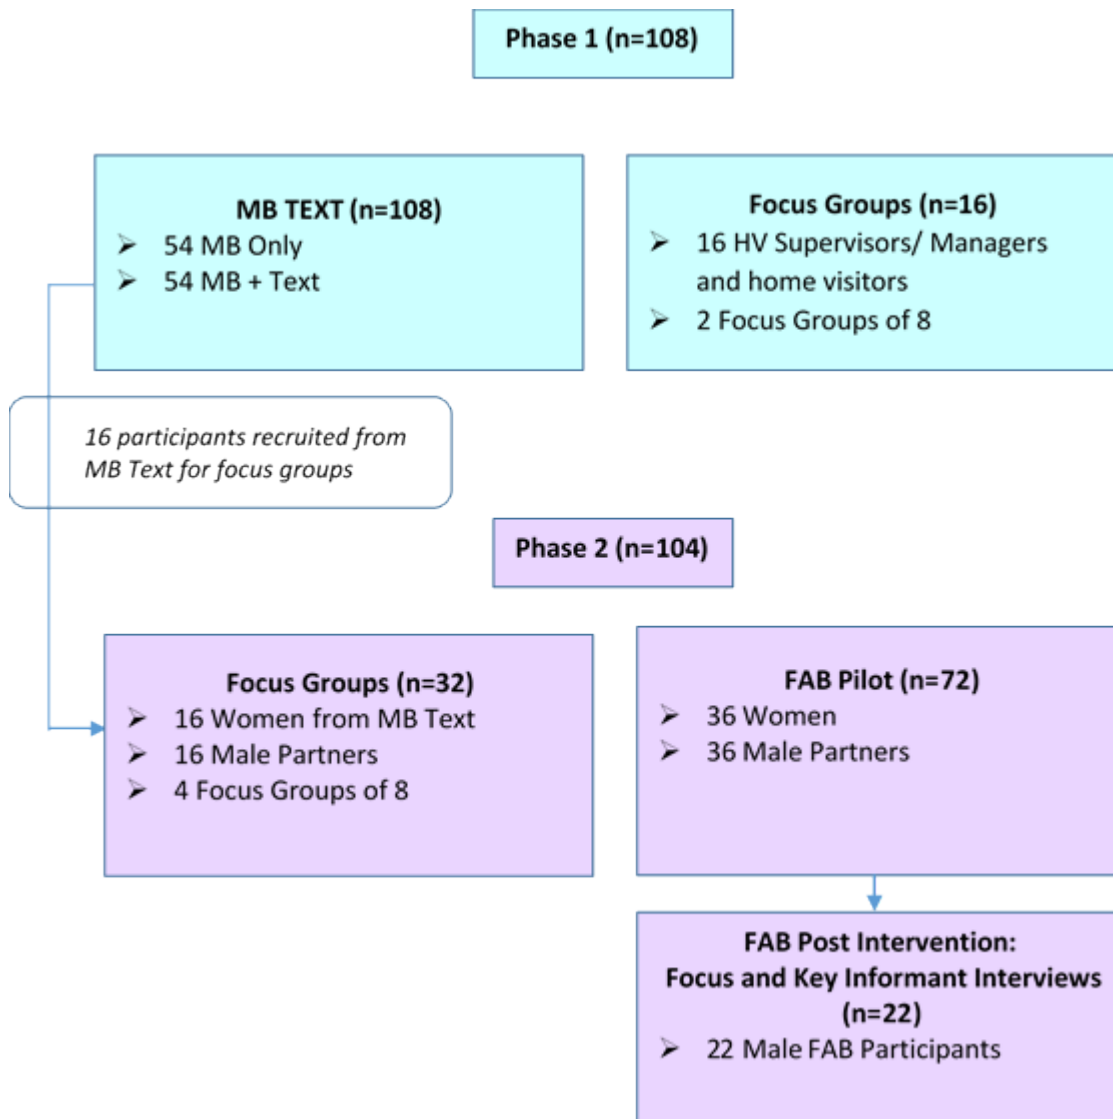 Phase 1 (n=108)
MB TEXT (n=108)
➢ 54 MB Only
➢ 54 MB + Text
Focus Groups (n=16)
➢ 16 HV Supervisors/ Managers
and home visitors
➢ 2 Focus Groups of 8
16 participants recruited from
MB Text for focus groups
Phase 2 (n=104)
Focus Groups (n=32)
➢ 16 Women from MB Text
➢ 16 Male Partners
➢ 4 Focus Groups of 8
FAB Pilot (n=72)
➢ 36 Women
➢ 36 Male Partners
FAB Post Intervention:
Focus and Key Informant Interviews
(n=22)
➢ 22 Male FAB Participants